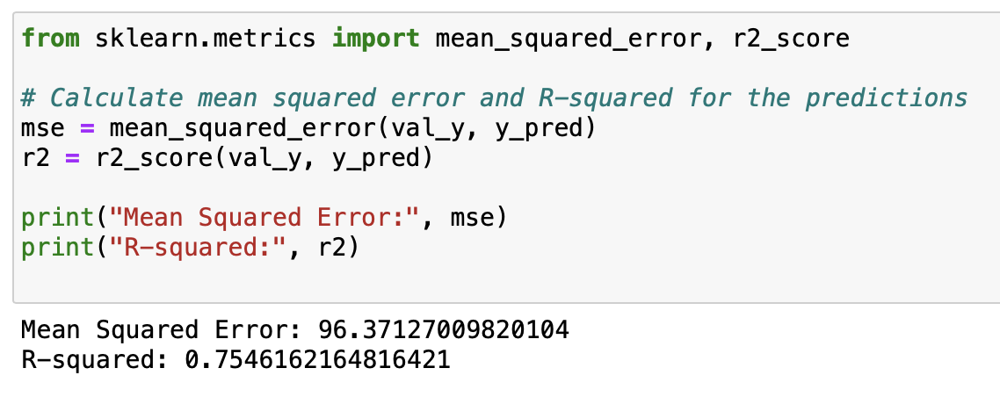 from sklearn.metrics import mean_squared_error, r2_score
# Calculate mean squared error and R-squared for the predictions
mse = mean_squared_error(val_y, y_pred)
r2 = r2_score(val_y, y_pred)
print("Mean Squared Error:", mse)
print("R-squared:", r2)
Mean Squared Error: 96.37127009820104
R-squared: 0.7546162164816421